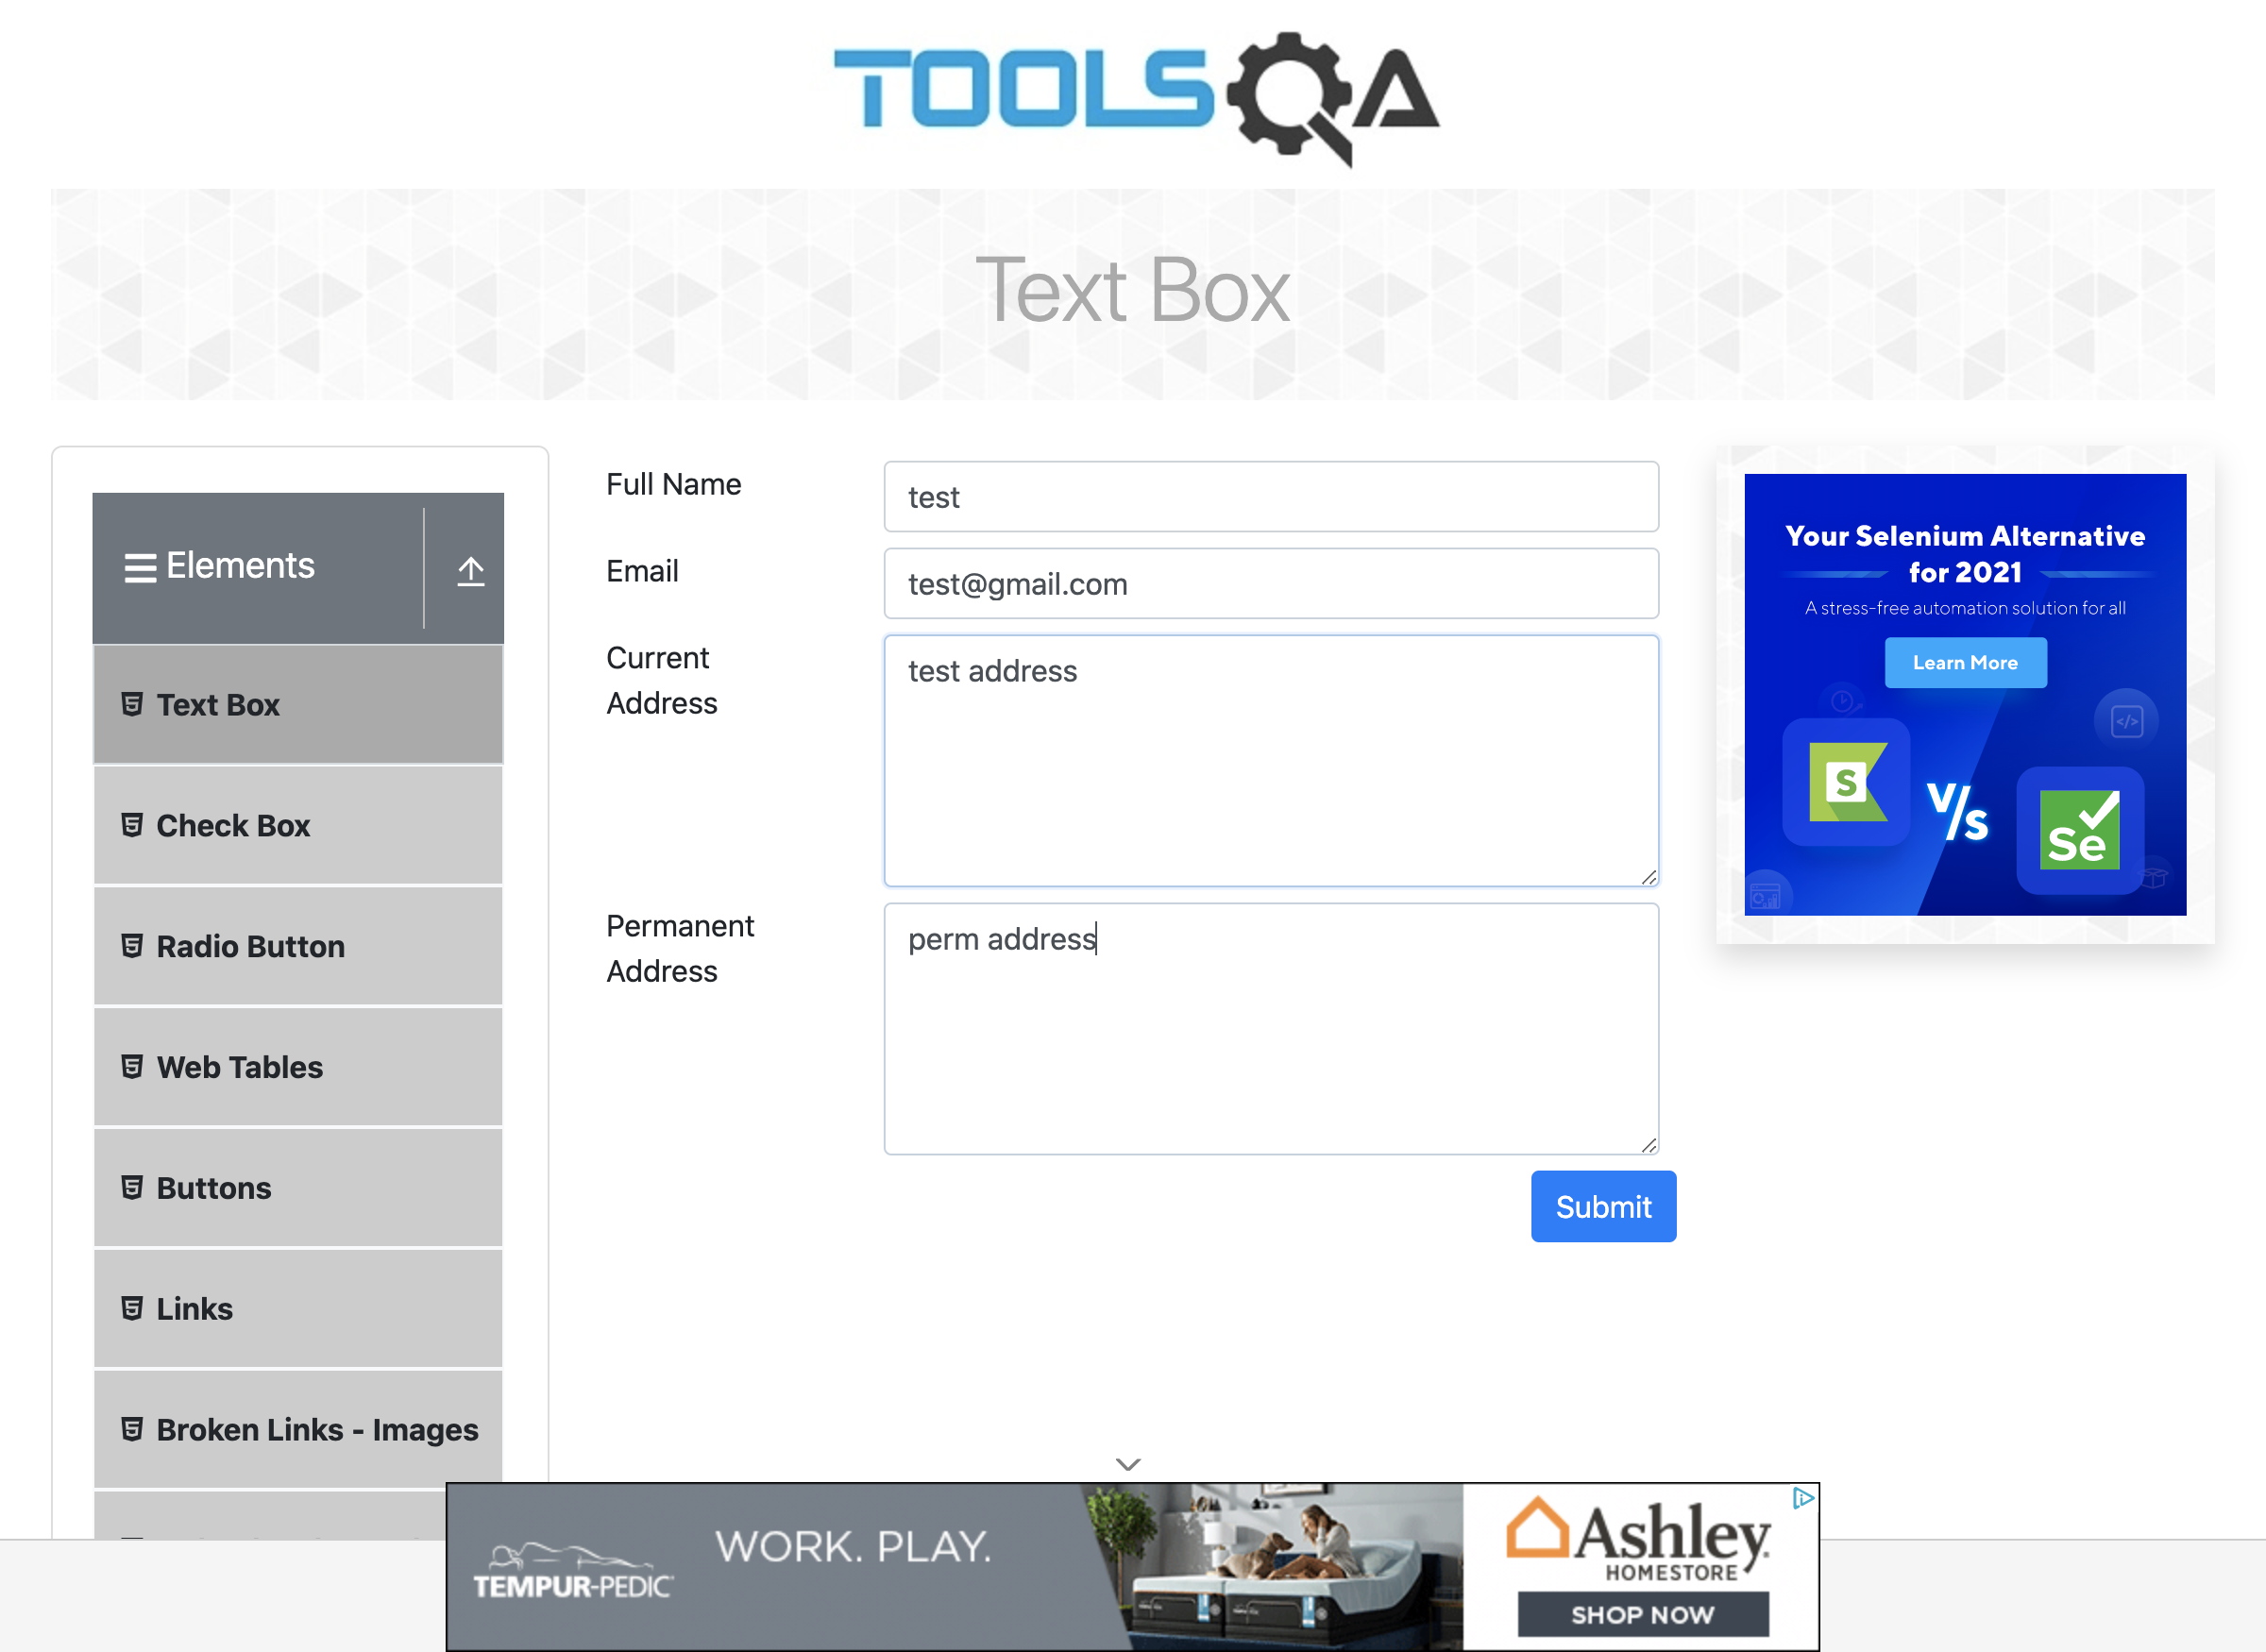 TOOLSQA
Text Box
Elements
Text Box
Check Box
Radio Button
Web Tables
Buttons
Links
Broken Links - Images
Full Name
test
Email
test@gmail.com
Current
Address
test address
Permanent
Address
perm address
Submit
Your Selenium Alternative
for 2021
A stress-free automation solution for all
Learn More
S
V/s
</>
Se
TEMPUR-PEDIC
WORK. PLAY.
Ashley
HOMESTORE
SHOP NOW